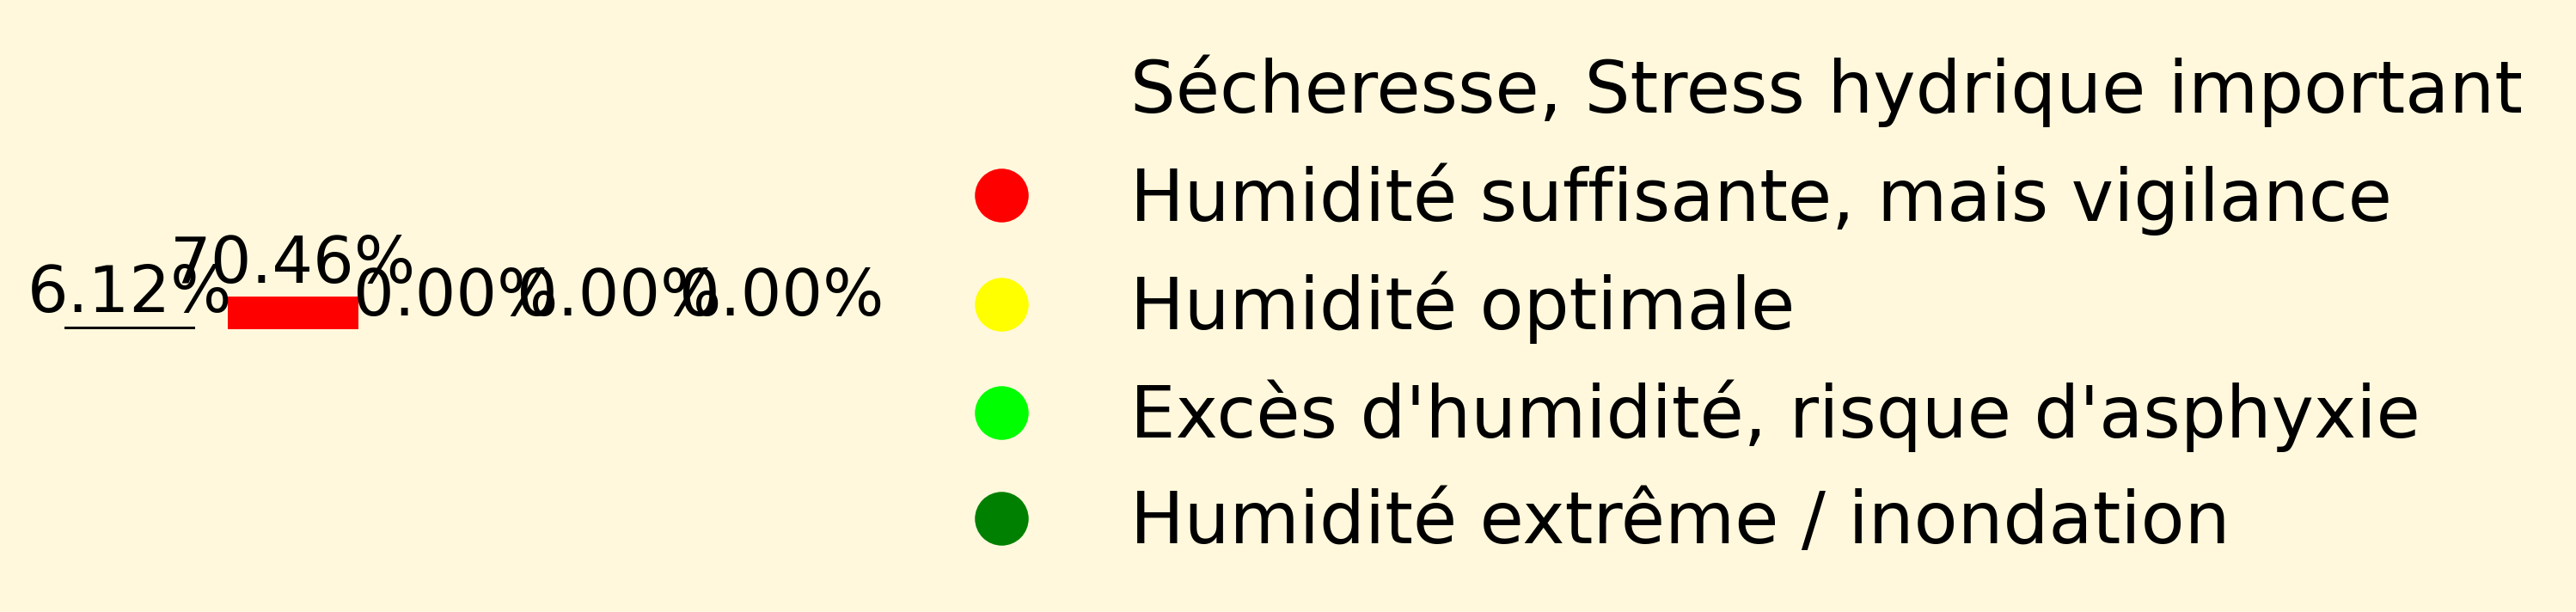 6.12%
70.46%
0.00%
0.00%
0.00%
Sécheresse, Stress hydrique important
Humidité suffisante, mais vigilance
Humidité optimale
Excès d'humidité, risque d'asphyxie
Humidité extrême / inondation